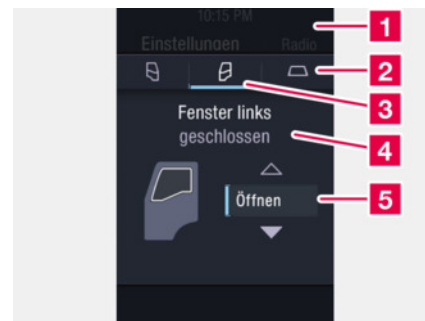 10:15 PM
Einstellungen Radio
1
2
3
Fenster links
geschlossen
4
Öffnen
5